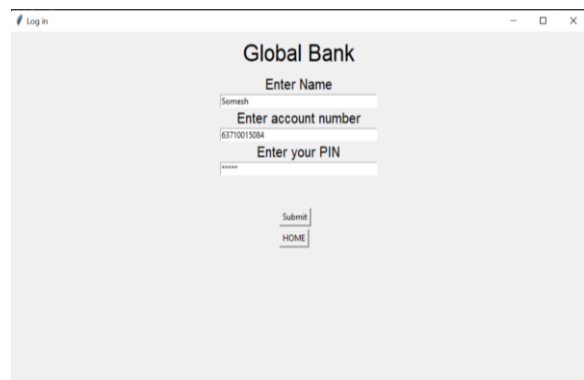 Log in
Global Bank
Enter Name
Somesh
Enter account number
63710015084
Enter your PIN
*****
Submit
HOME